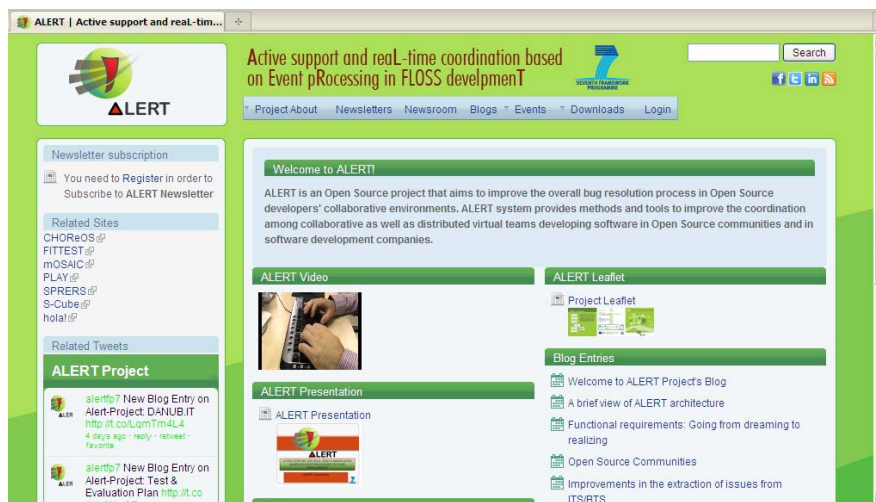 ALERT | Active support and reaL-tim...
ALERT
Active support and reaL-time coordination based
on Event pRocessing in FLOSS develpmenT
SEVENTH FRAMEWORK
PROGRAMME
Search
Project About Newsletters Newsroom Blogs Events Downloads Login
Newsletter subscription
You need to Register in order to
Subscribe to ALERT Newsletter
Related Sites
CHOReOS
FITTEST
mOSAIC
PLAY
SPRERS
S-Cube
hola!
Related Tweets
ALERT Project
alertfp7 New Blog Entry on
Alert-Project: DANUB.IT
http://t.co/LqmTm4L4
4 days ago · reply · retweet ·
favorite
alertfp7 New Blog Entry on
Alert-Project: Test &
Evaluation Plan http://t.co
Welcome to ALERT!
ALERT is an Open Source project that aims to improve the overall bug resolution process in Open Source
developers' collaborative environments. ALERT system provides methods and tools to improve the coordination
among collaborative as well as distributed virtual teams developing software in Open Source communities and in
software development companies.
ALERT Video
ALERT Presentation
ALERT Presentation
ALERT
ALERT Leaflet
Project Leaflet
Blog Entries
Welcome to ALERT Project's Blog
A brief view of ALERT architecture
Functional requirements: Going from dreaming to
realizing
Open Source Communities
Improvements in the extraction of issues from
ITS/BTS